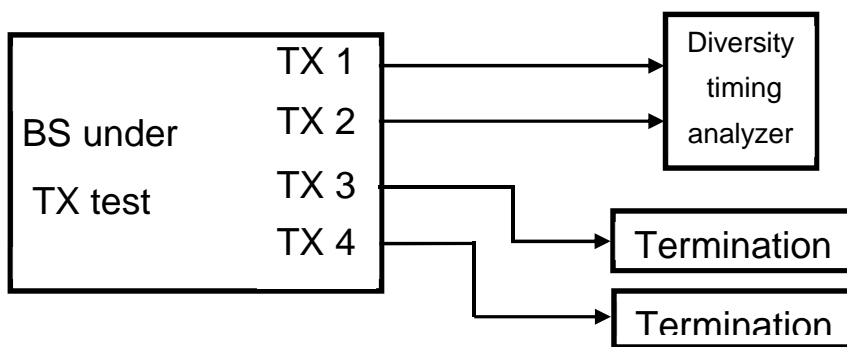 TX 1
TX 2
TX 3
TX 4
BS under
TX test
Diversity
timing
analyzer
Termination
Termination